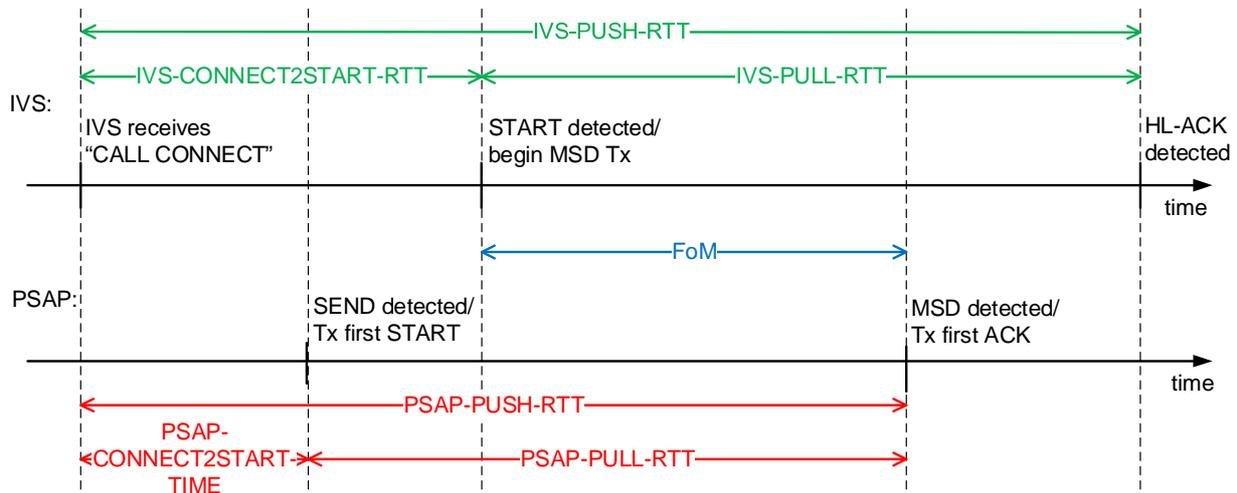 IVS-PUSH-RTT
IVS-CONNECT2START-RTT
IVS-PULL-RTT
IVS:
IVS receives
“CALL CONNECT”
START detected/
begin MSD Tx
HL-ACK
detected
time
FoM
PSAP:
SEND detected/
Tx first START
MSD detected/
Tx first ACK
time
PSAP-PUSH-RTT
PSAP-
CONNECT2START-
TIME
PSAP-PULL-RTT